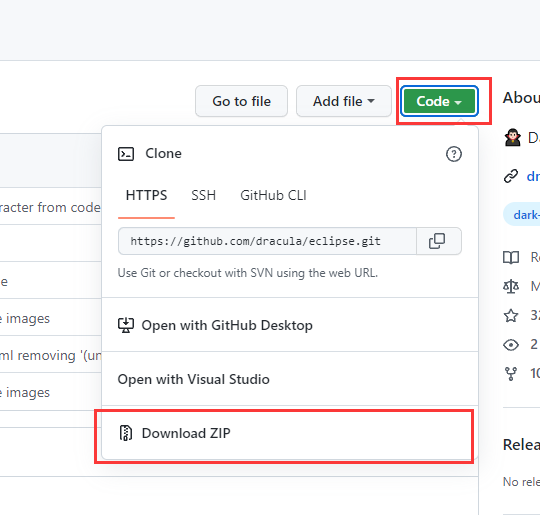 Go to file
Add file
Code
About
Clone
HTTPS
SSH
GitHub CLI
https://github.com/dracula/eclipse.git
Use Git or checkout with SVN using the web URL.
Open with GitHub Desktop
Open with Visual Studio
Download ZIP
racter from code
e
e images
ml removing '(un
e images
D
dr
dark-
Re
M
32
2
10
Relea
No rele